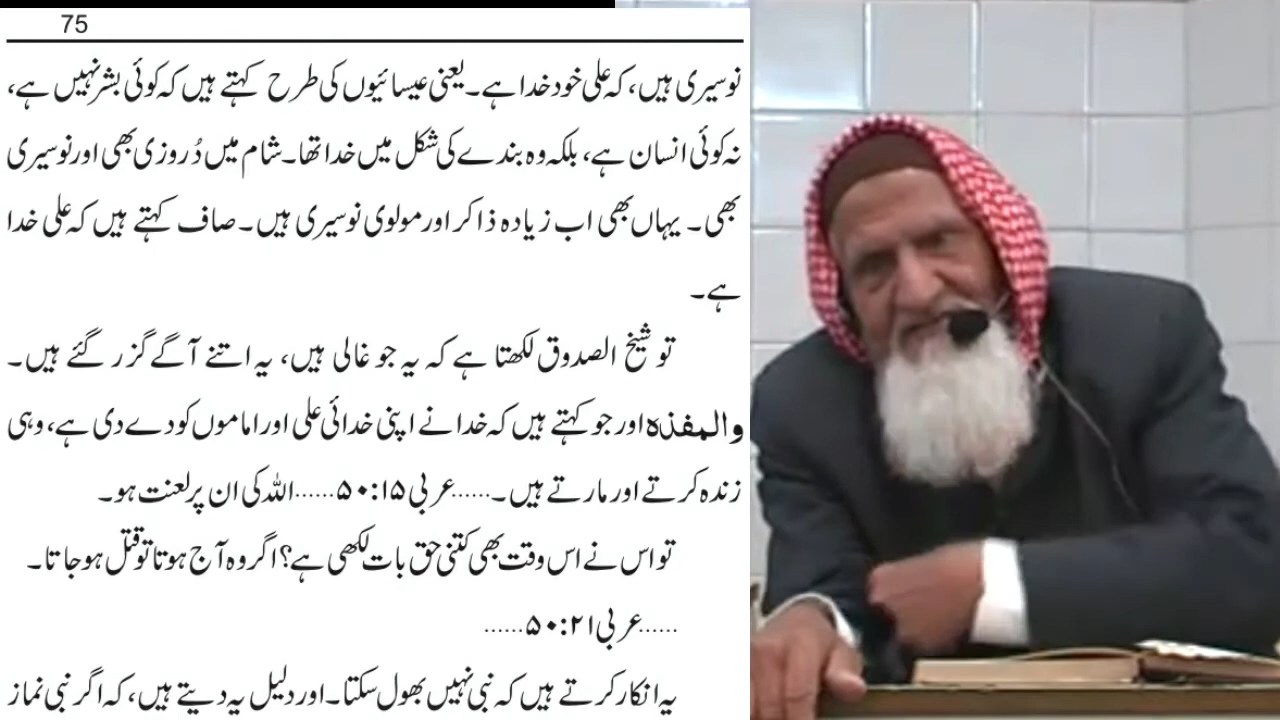 75
نوسیری ہیں، کہ علی خود خدا ہے۔ یعنی عیسائیوں کی طرح کہتے ہیں کہ کوئی بشر نہیں ہے،
نہ کوئی انسان ہے، بلکہ وہ بندے کی شکل میں خدا تھا۔ شام میں دُروزی بھی اور نوسیری
بھی۔ یہاں بھی اب زیادہ ذاکر اور مولوی نوسیری ہیں۔ صاف کہتے ہیں کہ علی خدا
ہے۔
تو شیخ الصدوق لکھتا ہے کہ یہ جو غالی ہیں، یہ اتنے آگے گزر گئے ہیں۔
والمفذہ اور جو کہتے ہیں کہ خدا نے اپنی خدائی علی اور اماموں کو دے دی ہے، وہی
زندہ کرتے اور مارتے ہیں۔......عربی ۵۰:۱۵......اللہ کی ان پر لعنت ہو۔
تو اس نے اس وقت بھی کتنی حق بات لکھی ہے؟ اگر وہ آج ہوتا تو قتل ہو جاتا۔
......عربی ۵۰:۲۱......
یہ انکار کرتے ہیں کہ نبی نہیں بھول سکتا۔ اور دلیل یہ دیتے ہیں، کہ اگر نبی نماز